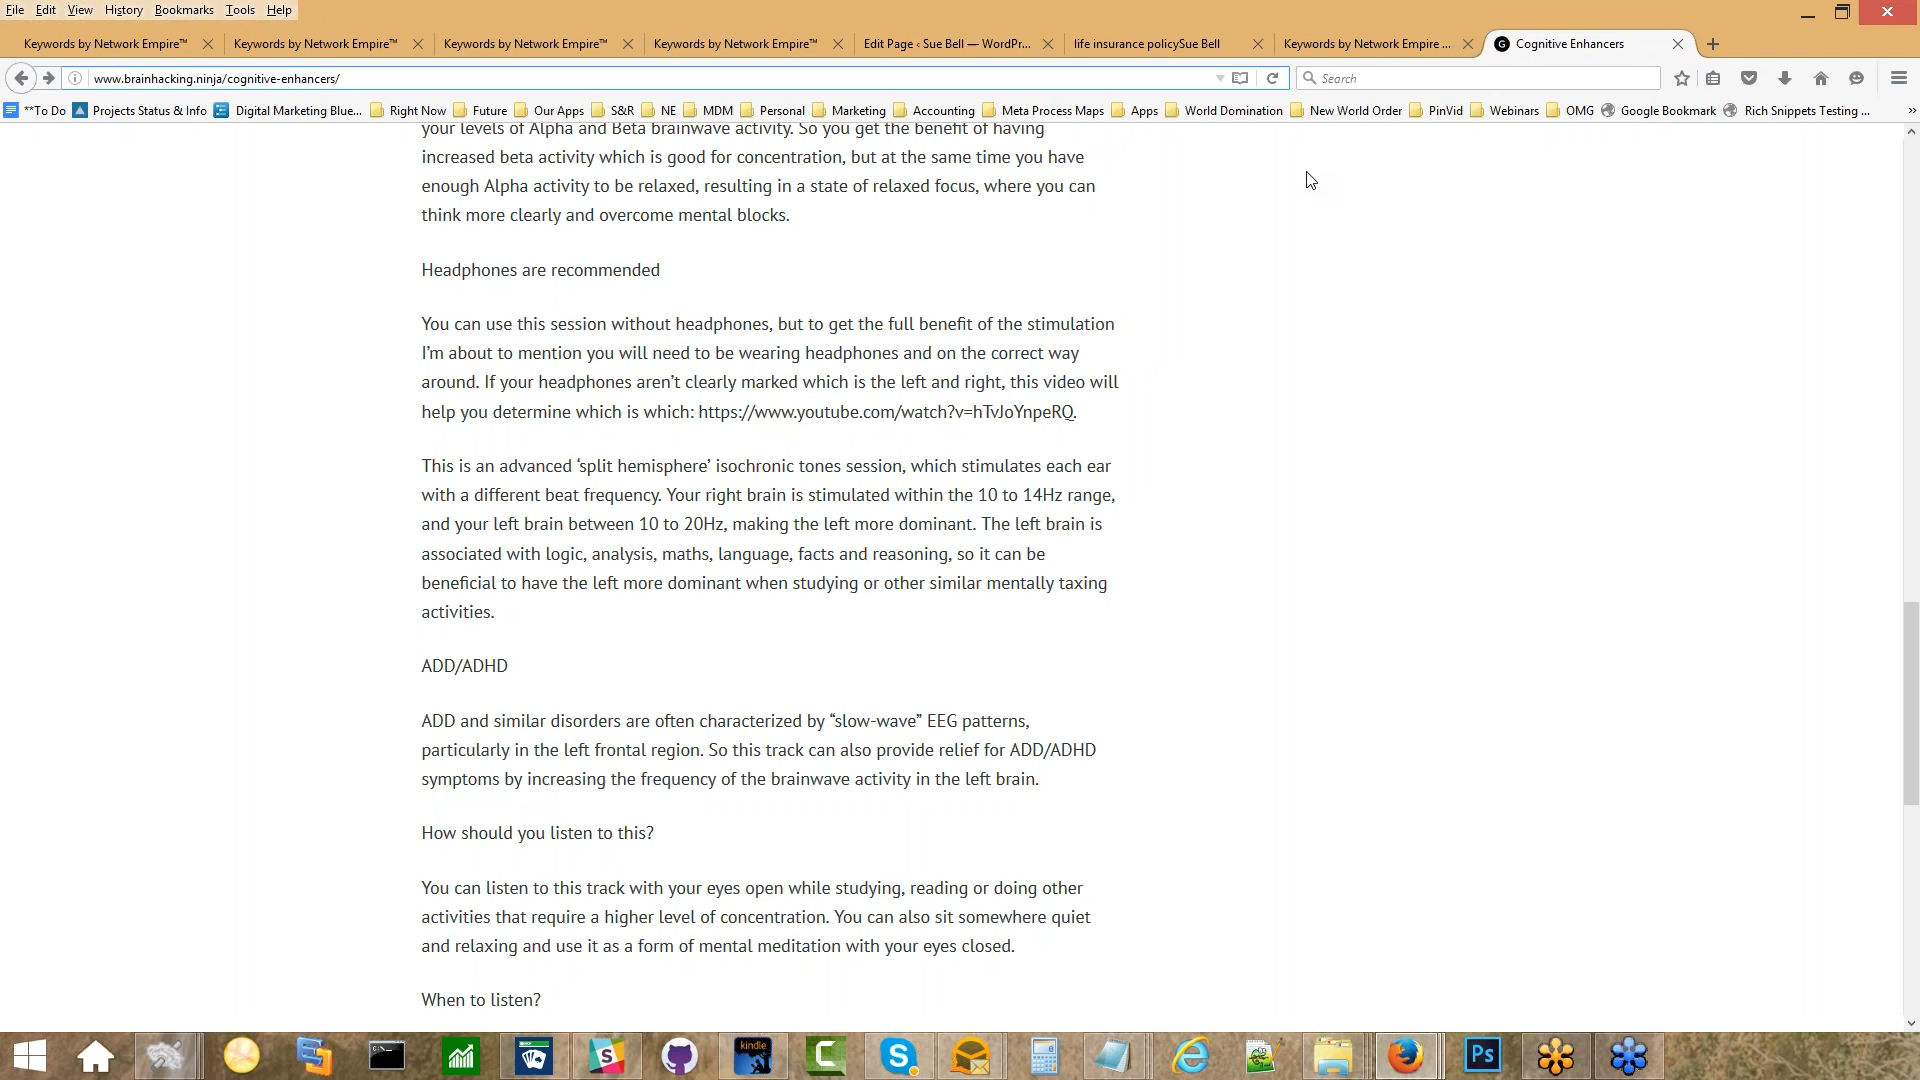 File Edit View History Bookmarks Tools Help
Keywords by Network Empire™ Keywords by Network Empire™ Keywords by Network Empire™ Keywords by Network Empire™ Edit Page ‹ Sue Bell — WordPr... life insurance policySue Bell Keywords by Network Empire ... Cognitive Enhancers
www.brainhacking.ninja/cognitive-enhancers/ Search
**To Do Projects Status & Info Digital Marketing Blue... Right Now Future Our Apps S&R NE MDM Personal Marketing Accounting Meta Process Maps Apps World Domination New World Order PinVid Webinars OMG Google Bookmark Rich Snippets Testing ...
your levels of Alpha and Beta brainwave activity. So you get the benefit of having
increased beta activity which is good for concentration, but at the same time you have
enough Alpha activity to be relaxed, resulting in a state of relaxed focus, where you can
think more clearly and overcome mental blocks.
Headphones are recommended
You can use this session without headphones, but to get the full benefit of the stimulation
I’m about to mention you will need to be wearing headphones and on the correct way
around. If your headphones aren’t clearly marked which is the left and right, this video will
help you determine which is which: https://www.youtube.com/watch?v=hTvJoYnpeRQ.
This is an advanced ‘split hemisphere’ isochronic tones session, which stimulates each ear
with a different beat frequency. Your right brain is stimulated within the 10 to 14Hz range,
and your left brain between 10 to 20Hz, making the left more dominant. The left brain is
associated with logic, analysis, maths, language, facts and reasoning, so it can be
beneficial to have the left more dominant when studying or other similar mentally taxing
activities.
ADD/ADHD
ADD and similar disorders are often characterized by “slow-wave” EEG patterns,
particularly in the left frontal region. So this track can also provide relief for ADD/ADHD
symptoms by increasing the frequency of the brainwave activity in the left brain.
How should you listen to this?
You can listen to this track with your eyes open while studying, reading or doing other
activities that require a higher level of concentration. You can also sit somewhere quiet
and relaxing and use it as a form of mental meditation with your eyes closed.
When to listen?
kindle
Ps